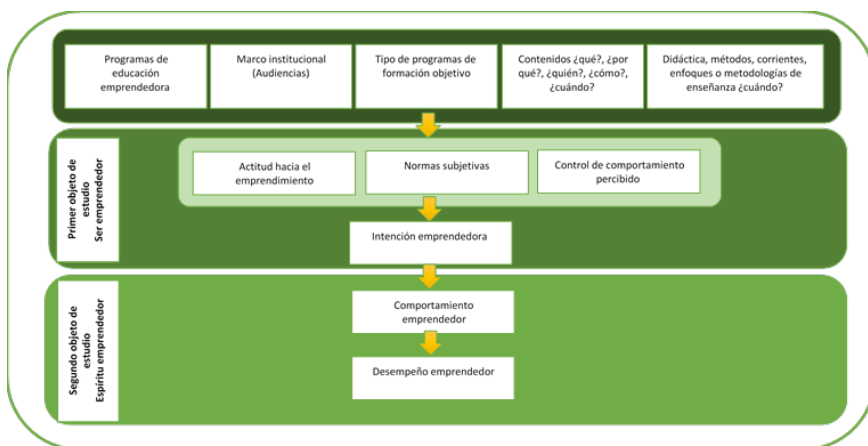 Programas de
educación
emprendedora
Marco institucional
(Audiencias)
Tipo de programas de
formación objetivo
Contenidos ¿qué?, ¿por
qué?, ¿quién?, ¿cómo?,
¿cuándo?
Didáctica, métodos, corrientes,
enfoques o metodologías de
enseñanza ¿cuándo?
Primer objeto de
estudio
Ser emprendedor
Actitud hacia el
emprendimiento
Normas subjetivas
Control de comportamiento
percibido
Intención emprendedora
Segundo objeto de
estudio
Espíritu emprendedor
Comportamiento
emprendedor
Desempeño emprendedor